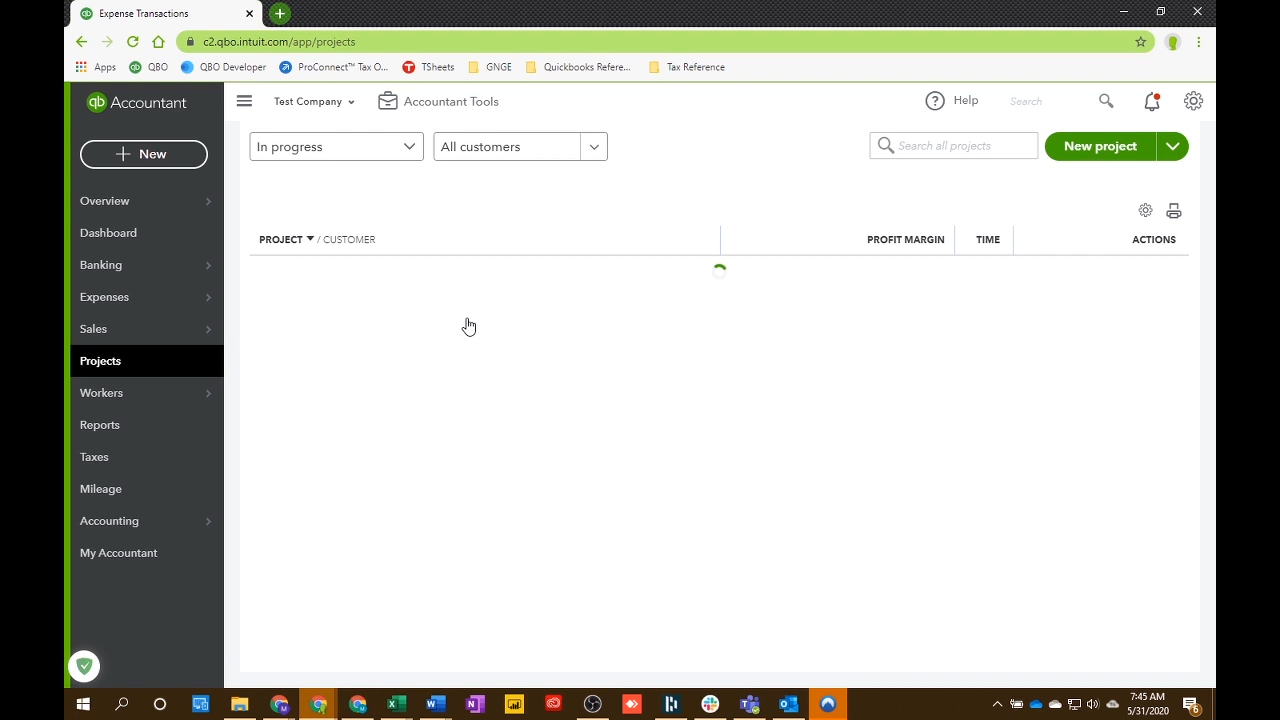 Expense Transactions
c2.qbo.intuit.com/app/projects
Apps
QBO
QBO Developer
ProConnect™ Tax O...
TSheets
GNGE
Quickbooks Refere...
Tax Reference
qb Accountant
Test Company
Accountant Tools
Help
Search
New
In progress
All customers
Search all projects
New project
Overview
Dashboard
Banking
Expenses
Sales
Projects
Workers
Reports
Taxes
Mileage
Accounting
My Accountant
PROJECT / CUSTOMER
PROFIT MARGIN
TIME
ACTIONS
7:45 AM
5/31/2020